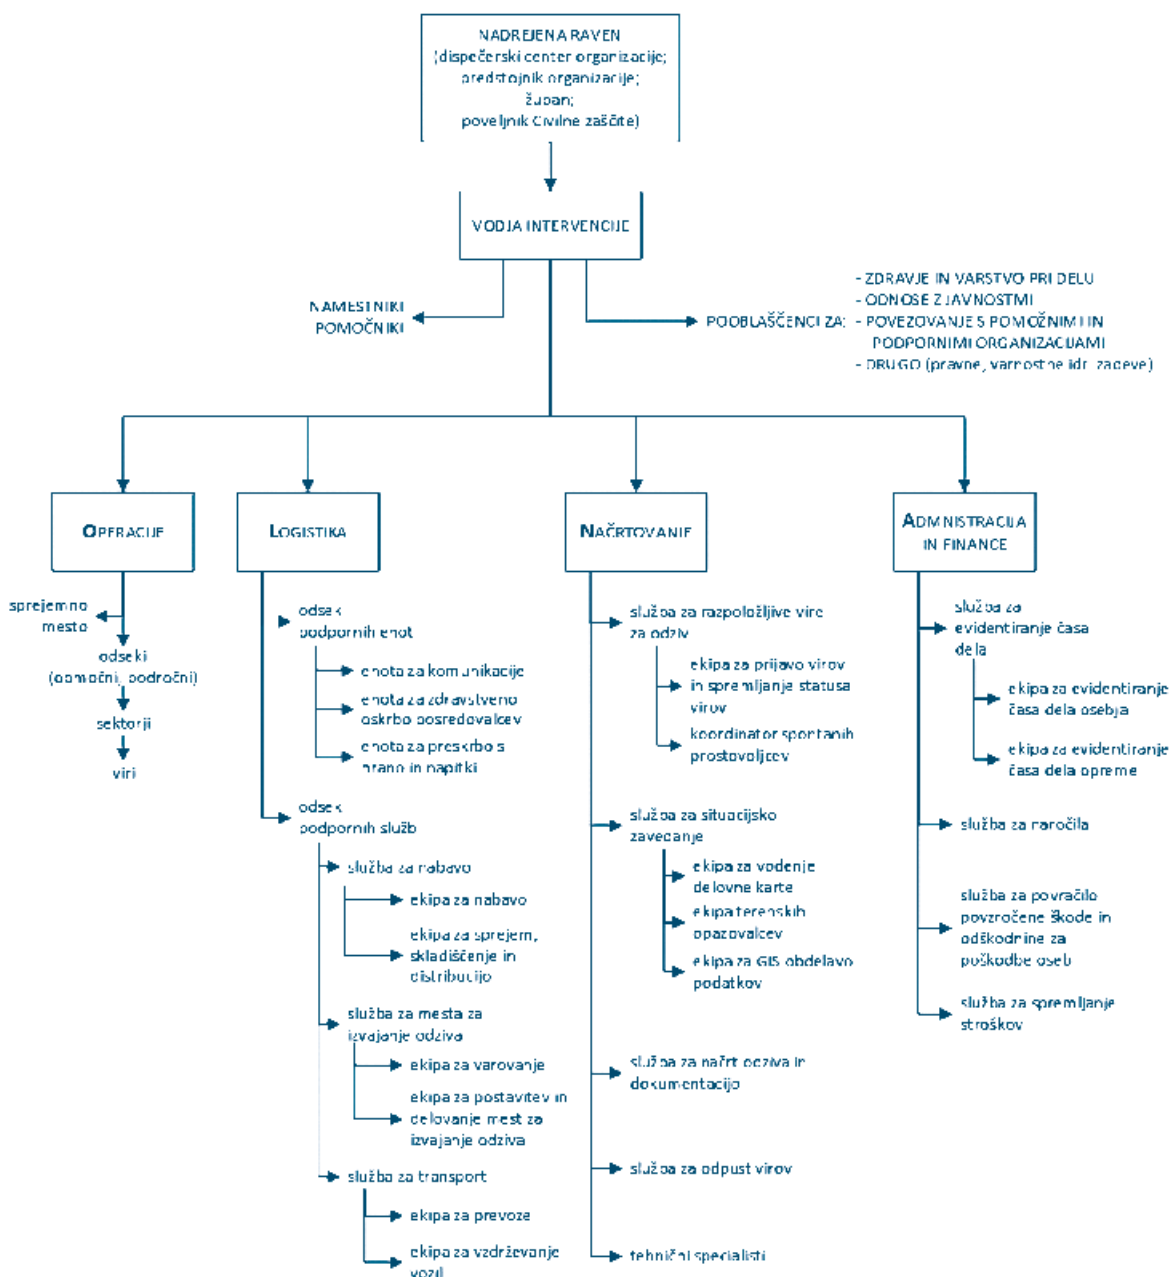 NADREJENA RAVEN
(dispečerski center organizacije;
predstojnik organizacije;
župan;
poveljnik Civilne zaščite)
VODJA INTERVENCIJE
NAMESTNIKI
POMOČNIKI
POOBLAŠČENCI ZA:
- ZDRAVJE IN VARSTVO PRI DELU
- ODNOSE Z JAVNOSTMI
- POVEZOVANJE S POMOŽNIMI IN
PODPORNIMI ORGANIZACIJAMI
- DRUGO (pravne, varnostne idr. zadeve)
OPERACIJE
sprejemno
mesto
odseki
(območni, področni)
sektorji
viri
LOGISTIKA
odsek
podpornih enot
enota za komunikacije
enota za zdravstveno
oskrbo posredovalcev
enota za preskrbo s
hrano in napitki
odsek
podpornih služb
služba za nabavo
ekipa za nabavo
ekipa za sprejem,
skladiščenje in
distribucijo
služba za mesta za
izvajanje odziva
ekipa za varovanje
ekipa za postavitev in
delovanje mest za
izvajanje odziva
služba za transport
ekipa za prevoze
ekipa za vzdrževanje
vozil
NAČRTOVANJE
služba za razpoložljive vire
za odziv
ekipa za prijavo virov
in spremljanje statusa
virov
koordinator spontanih
prostovoljcev
služba za situacijsko
zavedanje
ekipa za vodenje
delovne karte
ekipa terenskih
opazovalcev
ekipa za GIS obdelavo
podatkov
služba za načrt odziva in
dokumentacijo
služba za odpust virov
tehnični specialisti
ADMNISTRACIJA
IN FINANCE
služba za
evidentiranje časa
dela
ekipa za evidentiranje
časa dela osebja
ekipa za evidentiranje
časa dela opreme
služba za naročila
služba za povračilo
povzročene škode in
odškodnine za
poškodbe oseb
služba za spremljanje
stroškov